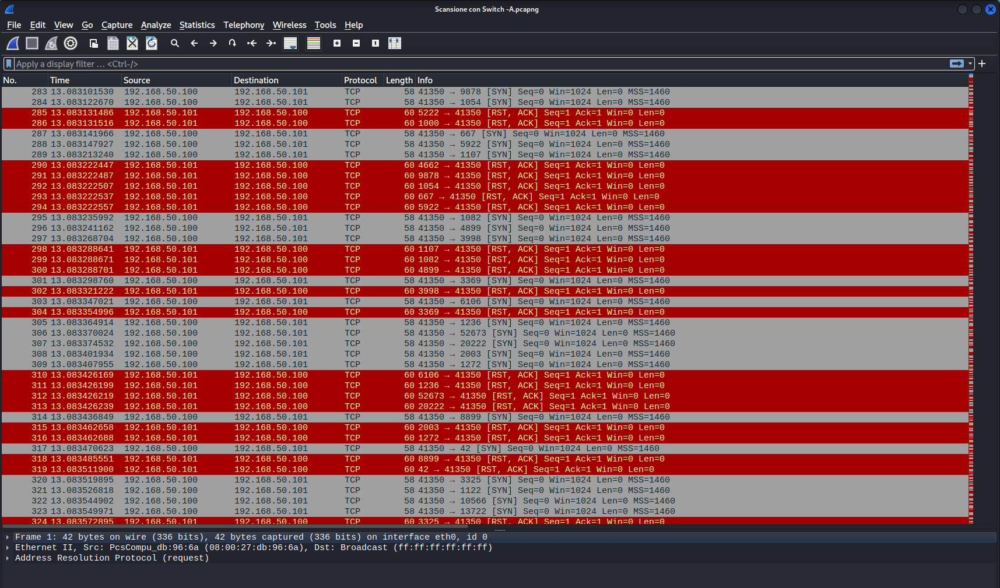 Scansione con Switch -A.pcapng
File Edit View Go Capture Analyze Statistics Telephony Wireless Tools Help
Apply a display filter ... <Ctrl-/>
No. Time Source Destination Protocol Length Info
283 13.083101530 192.168.50.100 192.168.50.101 TCP 58 41350 → 9878 [SYN] Seq=0 Win=1024 Len=0 MSS=1460
284 13.083122670 192.168.50.100 192.168.50.101 TCP 58 41350 → 1054 [SYN] Seq=0 Win=1024 Len=0 MSS=1460
285 13.083131486 192.168.50.101 192.168.50.100 TCP 60 5222 → 41350 [RST, ACK] Seq=1 Ack=1 Win=0 Len=0
286 13.083131516 192.168.50.101 192.168.50.100 TCP 60 1000 → 41350 [RST, ACK] Seq=1 Ack=1 Win=0 Len=0
287 13.083141966 192.168.50.100 192.168.50.101 TCP 58 41350 → 667 [SYN] Seq=0 Win=1024 Len=0 MSS=1460
288 13.083147927 192.168.50.100 192.168.50.101 TCP 58 41350 → 5922 [SYN] Seq=0 Win=1024 Len=0 MSS=1460
289 13.083213240 192.168.50.100 192.168.50.101 TCP 58 41350 → 1107 [SYN] Seq=0 Win=1024 Len=0 MSS=1460
290 13.083222447 192.168.50.101 192.168.50.100 TCP 60 4662 → 41350 [RST, ACK] Seq=1 Ack=1 Win=0 Len=0
291 13.083222487 192.168.50.101 192.168.50.100 TCP 60 9878 → 41350 [RST, ACK] Seq=1 Ack=1 Win=0 Len=0
292 13.083222507 192.168.50.101 192.168.50.100 TCP 60 1054 → 41350 [RST, ACK] Seq=1 Ack=1 Win=0 Len=0
293 13.083222537 192.168.50.101 192.168.50.100 TCP 60 667 → 41350 [RST, ACK] Seq=1 Ack=1 Win=0 Len=0
294 13.083222557 192.168.50.101 192.168.50.100 TCP 60 5922 → 41350 [RST, ACK] Seq=1 Ack=1 Win=0 Len=0
295 13.083235992 192.168.50.100 192.168.50.101 TCP 58 41350 → 1082 [SYN] Seq=0 Win=1024 Len=0 MSS=1460
296 13.083241162 192.168.50.100 192.168.50.101 TCP 58 41350 → 4899 [SYN] Seq=0 Win=1024 Len=0 MSS=1460
297 13.083268704 192.168.50.100 192.168.50.101 TCP 58 41350 → 3998 [SYN] Seq=0 Win=1024 Len=0 MSS=1460
298 13.083288641 192.168.50.101 192.168.50.100 TCP 60 1107 → 41350 [RST, ACK] Seq=1 Ack=1 Win=0 Len=0
299 13.083288671 192.168.50.101 192.168.50.100 TCP 60 1082 → 41350 [RST, ACK] Seq=1 Ack=1 Win=0 Len=0
300 13.083288701 192.168.50.101 192.168.50.100 TCP 60 4899 → 41350 [RST, ACK] Seq=1 Ack=1 Win=0 Len=0
301 13.083298760 192.168.50.100 192.168.50.101 TCP 58 41350 → 3369 [SYN] Seq=0 Win=1024 Len=0 MSS=1460
302 13.083321222 192.168.50.101 192.168.50.100 TCP 60 3998 → 41350 [RST, ACK] Seq=1 Ack=1 Win=0 Len=0
303 13.083347021 192.168.50.100 192.168.50.101 TCP 58 41350 → 6106 [SYN] Seq=0 Win=1024 Len=0 MSS=1460
304 13.083354996 192.168.50.101 192.168.50.100 TCP 60 3369 → 41350 [RST, ACK] Seq=1 Ack=1 Win=0 Len=0
305 13.083364914 192.168.50.100 192.168.50.101 TCP 58 41350 → 1236 [SYN] Seq=0 Win=1024 Len=0 MSS=1460
306 13.083370024 192.168.50.100 192.168.50.101 TCP 58 41350 → 52673 [SYN] Seq=0 Win=1024 Len=0 MSS=1460
307 13.083374532 192.168.50.100 192.168.50.101 TCP 58 41350 → 20222 [SYN] Seq=0 Win=1024 Len=0 MSS=1460
308 13.083401934 192.168.50.100 192.168.50.101 TCP 58 41350 → 2003 [SYN] Seq=0 Win=1024 Len=0 MSS=1460
309 13.083407955 192.168.50.100 192.168.50.101 TCP 58 41350 → 1272 [SYN] Seq=0 Win=1024 Len=0 MSS=1460
310 13.083426169 192.168.50.101 192.168.50.100 TCP 60 6106 → 41350 [RST, ACK] Seq=1 Ack=1 Win=0 Len=0
311 13.083426199 192.168.50.101 192.168.50.100 TCP 60 1236 → 41350 [RST, ACK] Seq=1 Ack=1 Win=0 Len=0
312 13.083426219 192.168.50.101 192.168.50.100 TCP 60 52673 → 41350 [RST, ACK] Seq=1 Ack=1 Win=0 Len=0
313 13.083426239 192.168.50.101 192.168.50.100 TCP 60 20222 → 41350 [RST, ACK] Seq=1 Ack=1 Win=0 Len=0
314 13.083436849 192.168.50.100 192.168.50.101 TCP 58 41350 → 8899 [SYN] Seq=0 Win=1024 Len=0 MSS=1460
315 13.083462658 192.168.50.101 192.168.50.100 TCP 60 2003 → 41350 [RST, ACK] Seq=1 Ack=1 Win=0 Len=0
316 13.083462688 192.168.50.101 192.168.50.100 TCP 60 1272 → 41350 [RST, ACK] Seq=1 Ack=1 Win=0 Len=0
317 13.083470623 192.168.50.100 192.168.50.101 TCP 58 41350 → 42 [SYN] Seq=0 Win=1024 Len=0 MSS=1460
318 13.083485551 192.168.50.101 192.168.50.100 TCP 60 8899 → 41350 [RST, ACK] Seq=1 Ack=1 Win=0 Len=0
319 13.083511900 192.168.50.101 192.168.50.100 TCP 60 42 → 41350 [RST, ACK] Seq=1 Ack=1 Win=0 Len=0
320 13.083519895 192.168.50.100 192.168.50.101 TCP 58 41350 → 3325 [SYN] Seq=0 Win=1024 Len=0 MSS=1460
321 13.083526818 192.168.50.100 192.168.50.101 TCP 58 41350 → 1122 [SYN] Seq=0 Win=1024 Len=0 MSS=1460
322 13.083544902 192.168.50.100 192.168.50.101 TCP 58 41350 → 10566 [SYN] Seq=0 Win=1024 Len=0 MSS=1460
323 13.083549971 192.168.50.100 192.168.50.101 TCP 58 41350 → 13722 [SYN] Seq=0 Win=1024 Len=0 MSS=1460
324 13.083572895 192.168.50.101 192.168.50.100 TCP 60 3325 → 41350 [RST, ACK] Seq=1 Ack=1 Win=0 Len=0
Frame 1: 42 bytes on wire (336 bits), 42 bytes captured (336 bits) on interface eth0, id 0
Ethernet II, Src: PcsCompu_db:96:6a (08:00:27:db:96:6a), Dst: Broadcast (ff:ff:ff:ff:ff:ff)
Address Resolution Protocol (request)